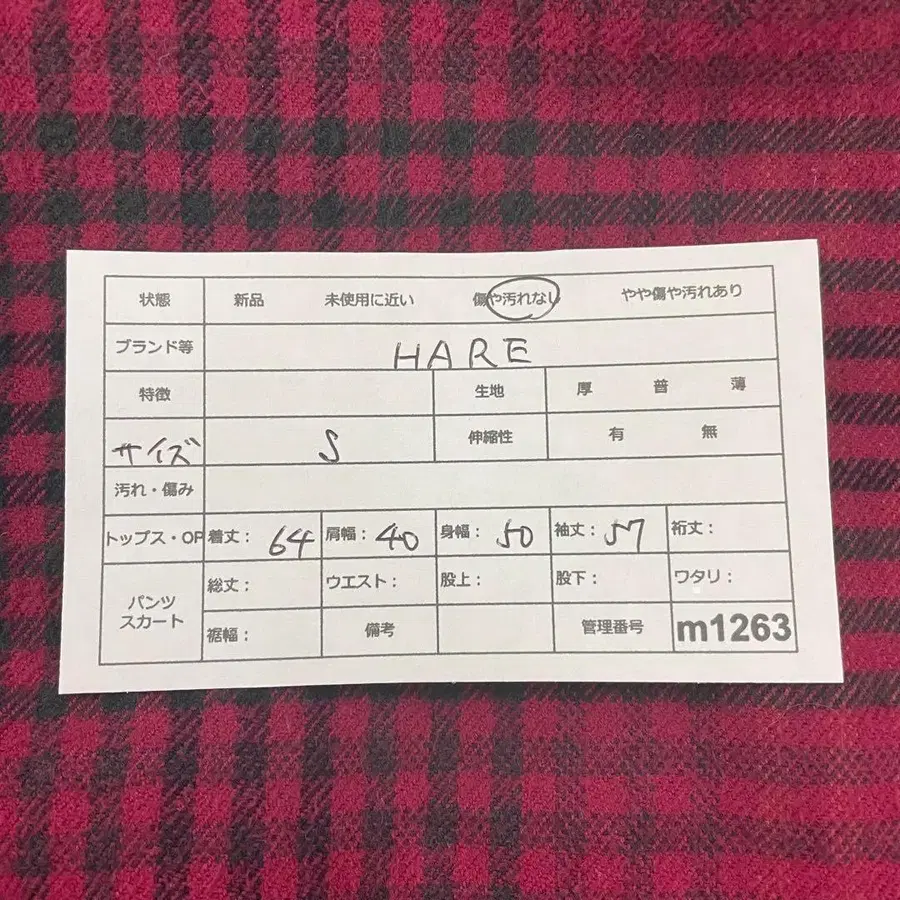 状態 新品 未使用に近い 傷や汚れなし やや傷や汚れあり
ブランド等 HARE
特徴 生地 厚 普 薄
サイズ S 伸縮性 有 無
汚れ・傷み
トップス・OP 着丈: 64 肩幅: 40 身幅: 50 袖丈: 57 裄丈:
パンツ スカート 総丈: ウエスト: 股上: 股下: ワタリ:
裾幅: 備考 管理番号 m1263